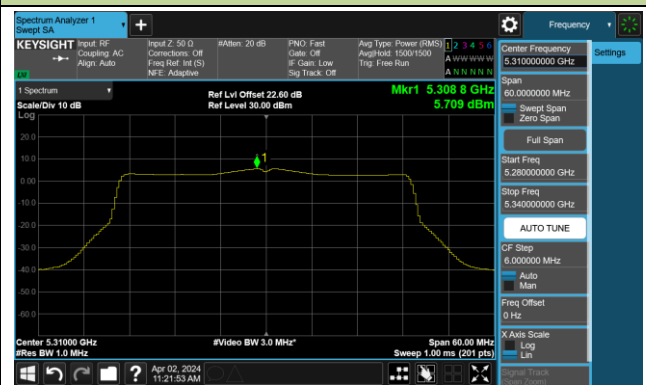 Spectrum Analyzer 1
Swept SA
+
Frequency
KEYSIGHT
Input: RF
Coupling: AC
Align: Auto
Input Z: 50 Ω
Corrections: Off
Freq Ref: Int (S)
NFE: Adaptive
#Atten: 20 dB
PNO: Fast
Gate: Off
IF Gain: Low
Sig Track: Off
Avg Type: Power (RMS)
Avg|Hold: 1500/1500
Trig: Free Run
1 2 3 4 5 6
A W W W W W
A N N N N N
LXI
1 Spectrum
Scale/Div 10 dB
Log
Ref Lvl Offset 22.60 dB
Ref Level 30.00 dBm
Mkr1 5.308 8 GHz
5.709 dBm
20.0
10.0
0.00
-10.0
-20.0
-30.0
-40.0
-50.0
-60.0
1
Center 5.31000 GHz
#Res BW 1.0 MHz
#Video BW 3.0 MHz*
Span 60.00 MHz
Sweep 1.00 ms (201 pts)
?
Apr 02, 2024
11:21:53 AM
Center Frequency
5.310000000 GHz
Span
60.0000000 MHz
Swept Span
Zero Span
Full Span
Start Freq
5.280000000 GHz
Stop Freq
5.340000000 GHz
AUTO TUNE
CF Step
6.000000 MHz
Auto
Man
Freq Offset
0 Hz
X Axis Scale
Log
Lin
Signal Track
(Span Zoom)
Settings